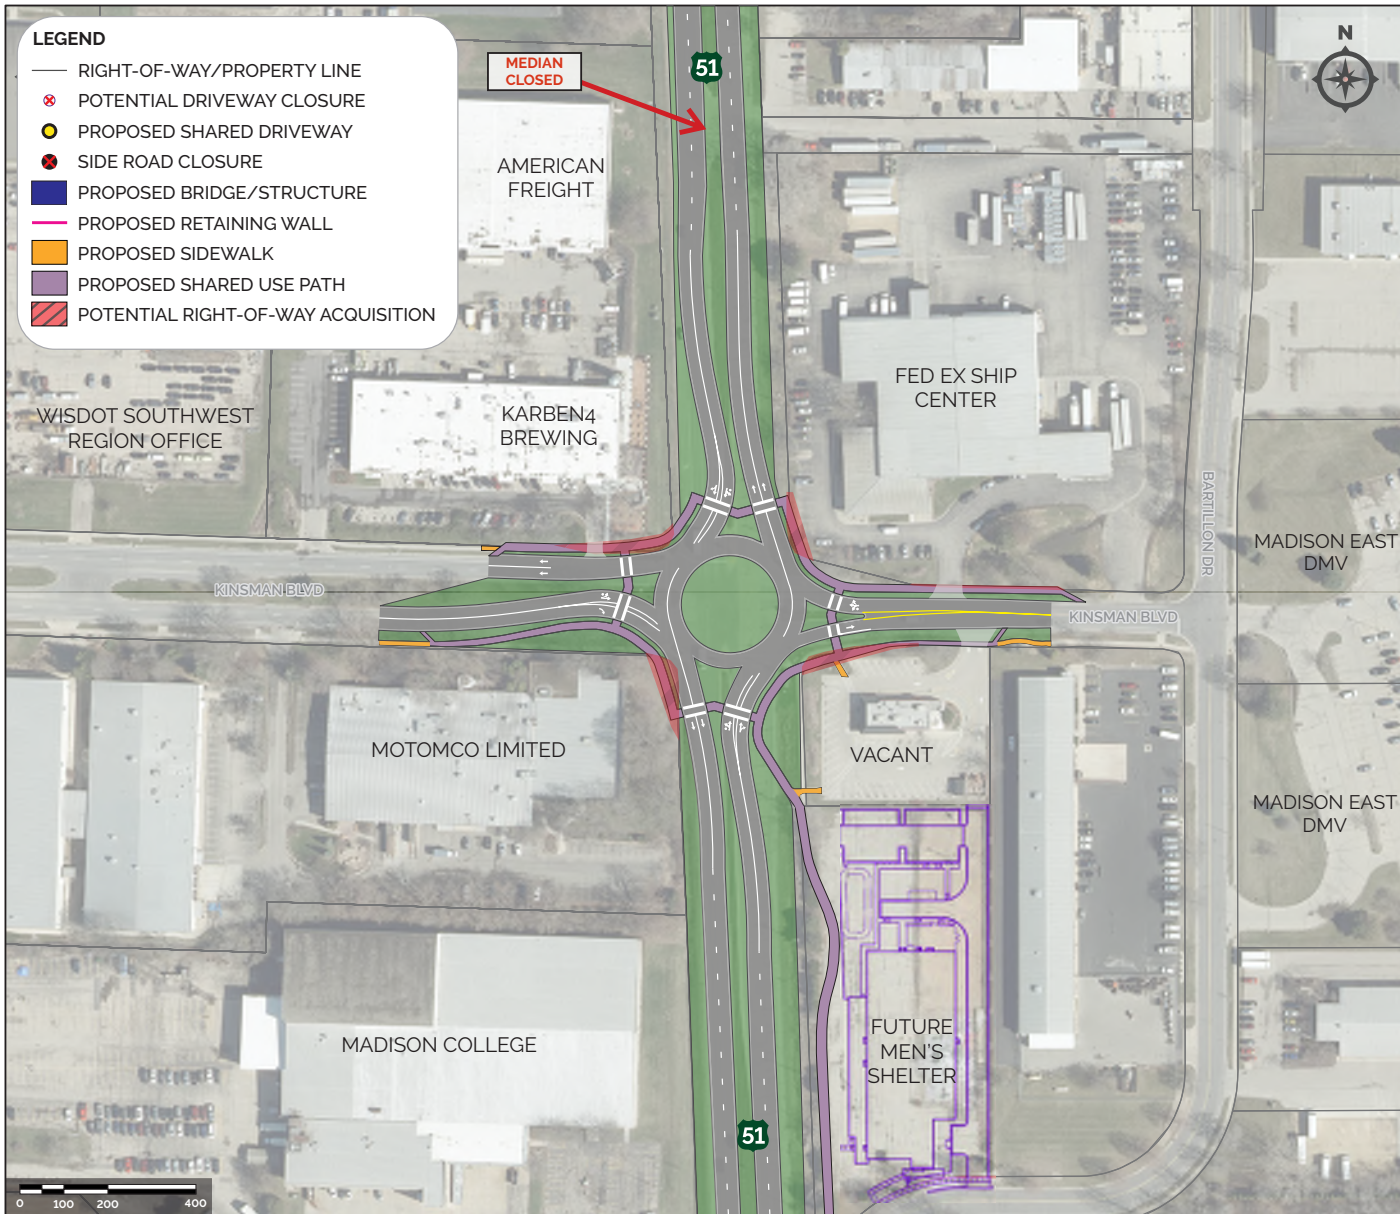 LEGEND
RIGHT-OF-WAY/PROPERTY LINE
POTENTIAL DRIVEWAY CLOSURE
PROPOSED SHARED DRIVEWAY
SIDE ROAD CLOSURE
PROPOSED BRIDGE/STRUCTURE
PROPOSED RETAINING WALL
PROPOSED SIDEWALK
PROPOSED SHARED USE PATH
POTENTIAL RIGHT-OF-WAY ACQUISITION
MEDIAN
CLOSED
51
N
AMERICAN
FREIGHT
FED EX SHIP
CENTER
WISDOT SOUTHWEST
REGION OFFICE
KARBEN4
BREWING
BARTILLON DR
MADISON EAST
DMV
KINSMAN BLVD
KINSMAN BLVD
MOTOMCO LIMITED
VACANT
MADISON EAST
DMV
MADISON COLLEGE
FUTURE
MEN'S
SHELTER
51
0 100 200 400